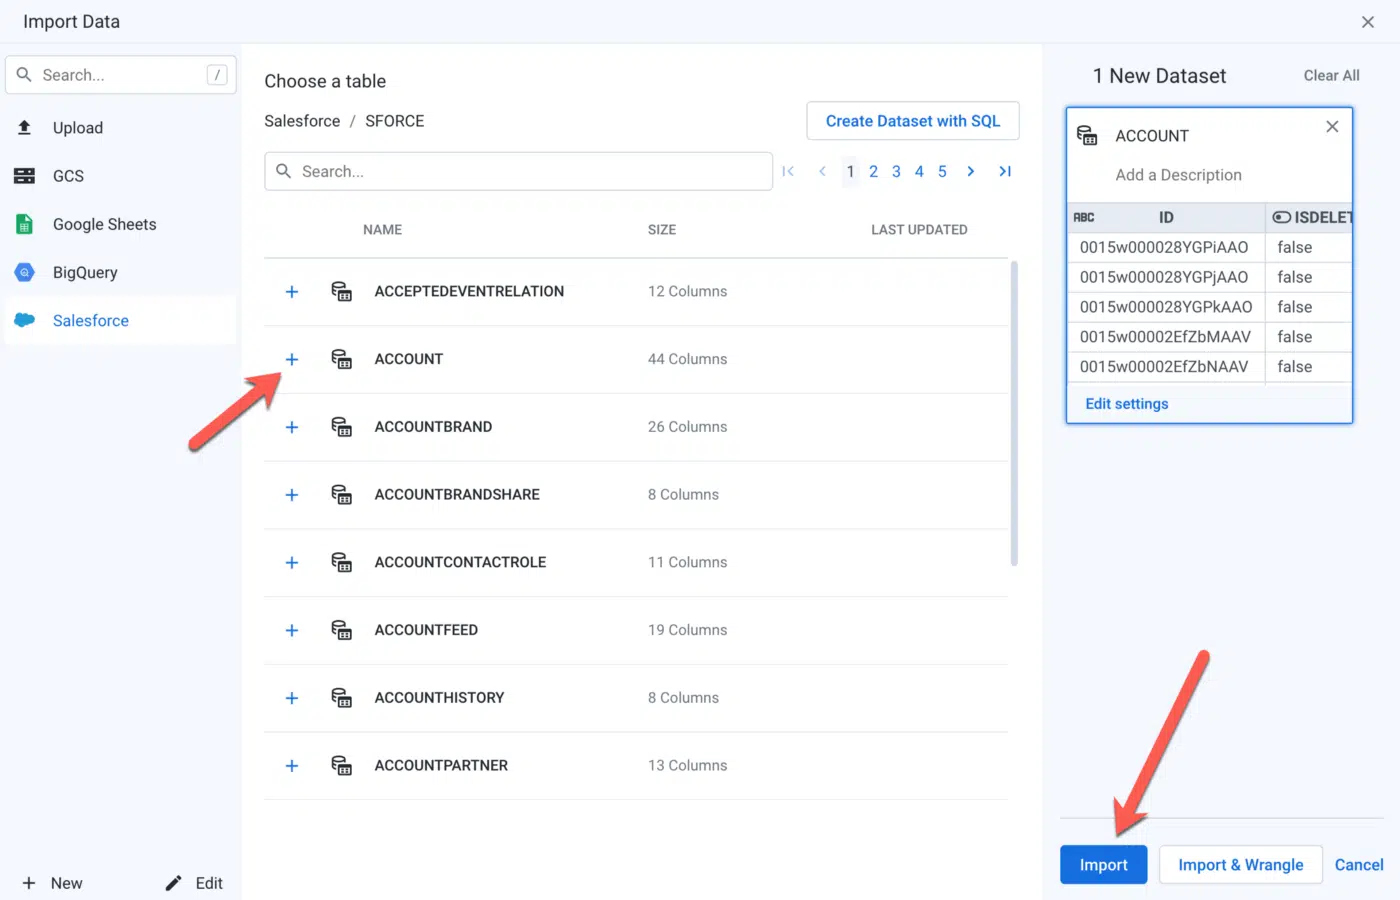 Import Data
Search...
/
Upload
GCS
Google Sheets
BigQuery
Salesforce
New
Edit
Choose a table
Salesforce / SFORCE
Create Dataset with SQL
Search...
1 2 3 4 5
NAME SIZE LAST UPDATED
ACCEPTEDEVENTRELATION 12 Columns
ACCOUNT 44 Columns
ACCOUNTBRAND 26 Columns
ACCOUNTBRANDSHARE 8 Columns
ACCOUNTCONTACTROLE 11 Columns
ACCOUNTFEED 19 Columns
ACCOUNTHISTORY 8 Columns
ACCOUNTPARTNER 13 Columns
1 New Dataset Clear All
ACCOUNT
Add a Description
ABC ID ISDELET
0015w000028YGPiAAO false
0015w000028YGPjAAO false
0015w000028YGPkAAO false
0015w00002EfZbMAAV false
0015w00002EfZbNAAV false
Edit settings
Import Import & Wrangle Cancel